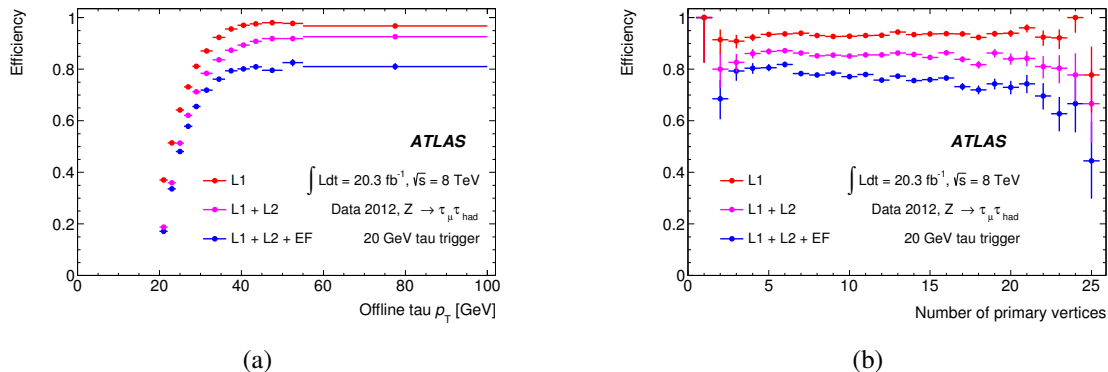 Efficiency
1
0.8
0.6
0.4
0.2
0
0 20 40 60 80 100
Offline tau p_T [GeV]
ATLAS
∫ Ldt = 20.3 fb⁻¹, √s = 8 TeV
Data 2012, Z → τ_μ τ_had
20 GeV tau trigger
L1
L1 + L2
L1 + L2 + EF
(a)
Efficiency
1
0.8
0.6
0.4
0.2
0
0 5 10 15 20 25
Number of primary vertices
ATLAS
∫ Ldt = 20.3 fb⁻¹, √s = 8 TeV
Data 2012, Z → τ_μ τ_had
20 GeV tau trigger
L1
L1 + L2
L1 + L2 + EF
(b)